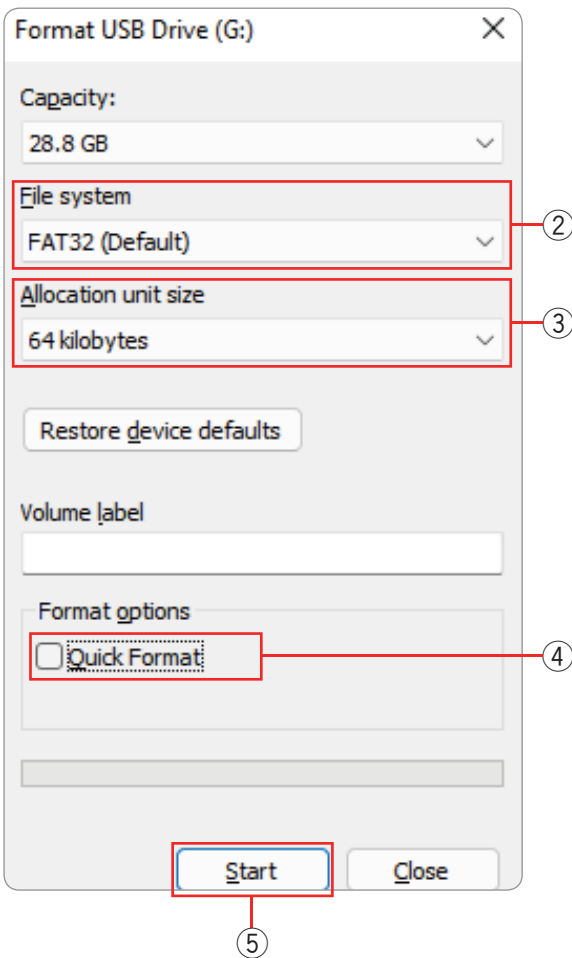 Format USB Drive (G:)
Capacity:
28.8 GB
File system
②
FAT32 (Default)
Allocation unit size
③
64 kilobytes
Restore device defaults
Volume label
Format options
Quick Format
④
Start
Close
⑤